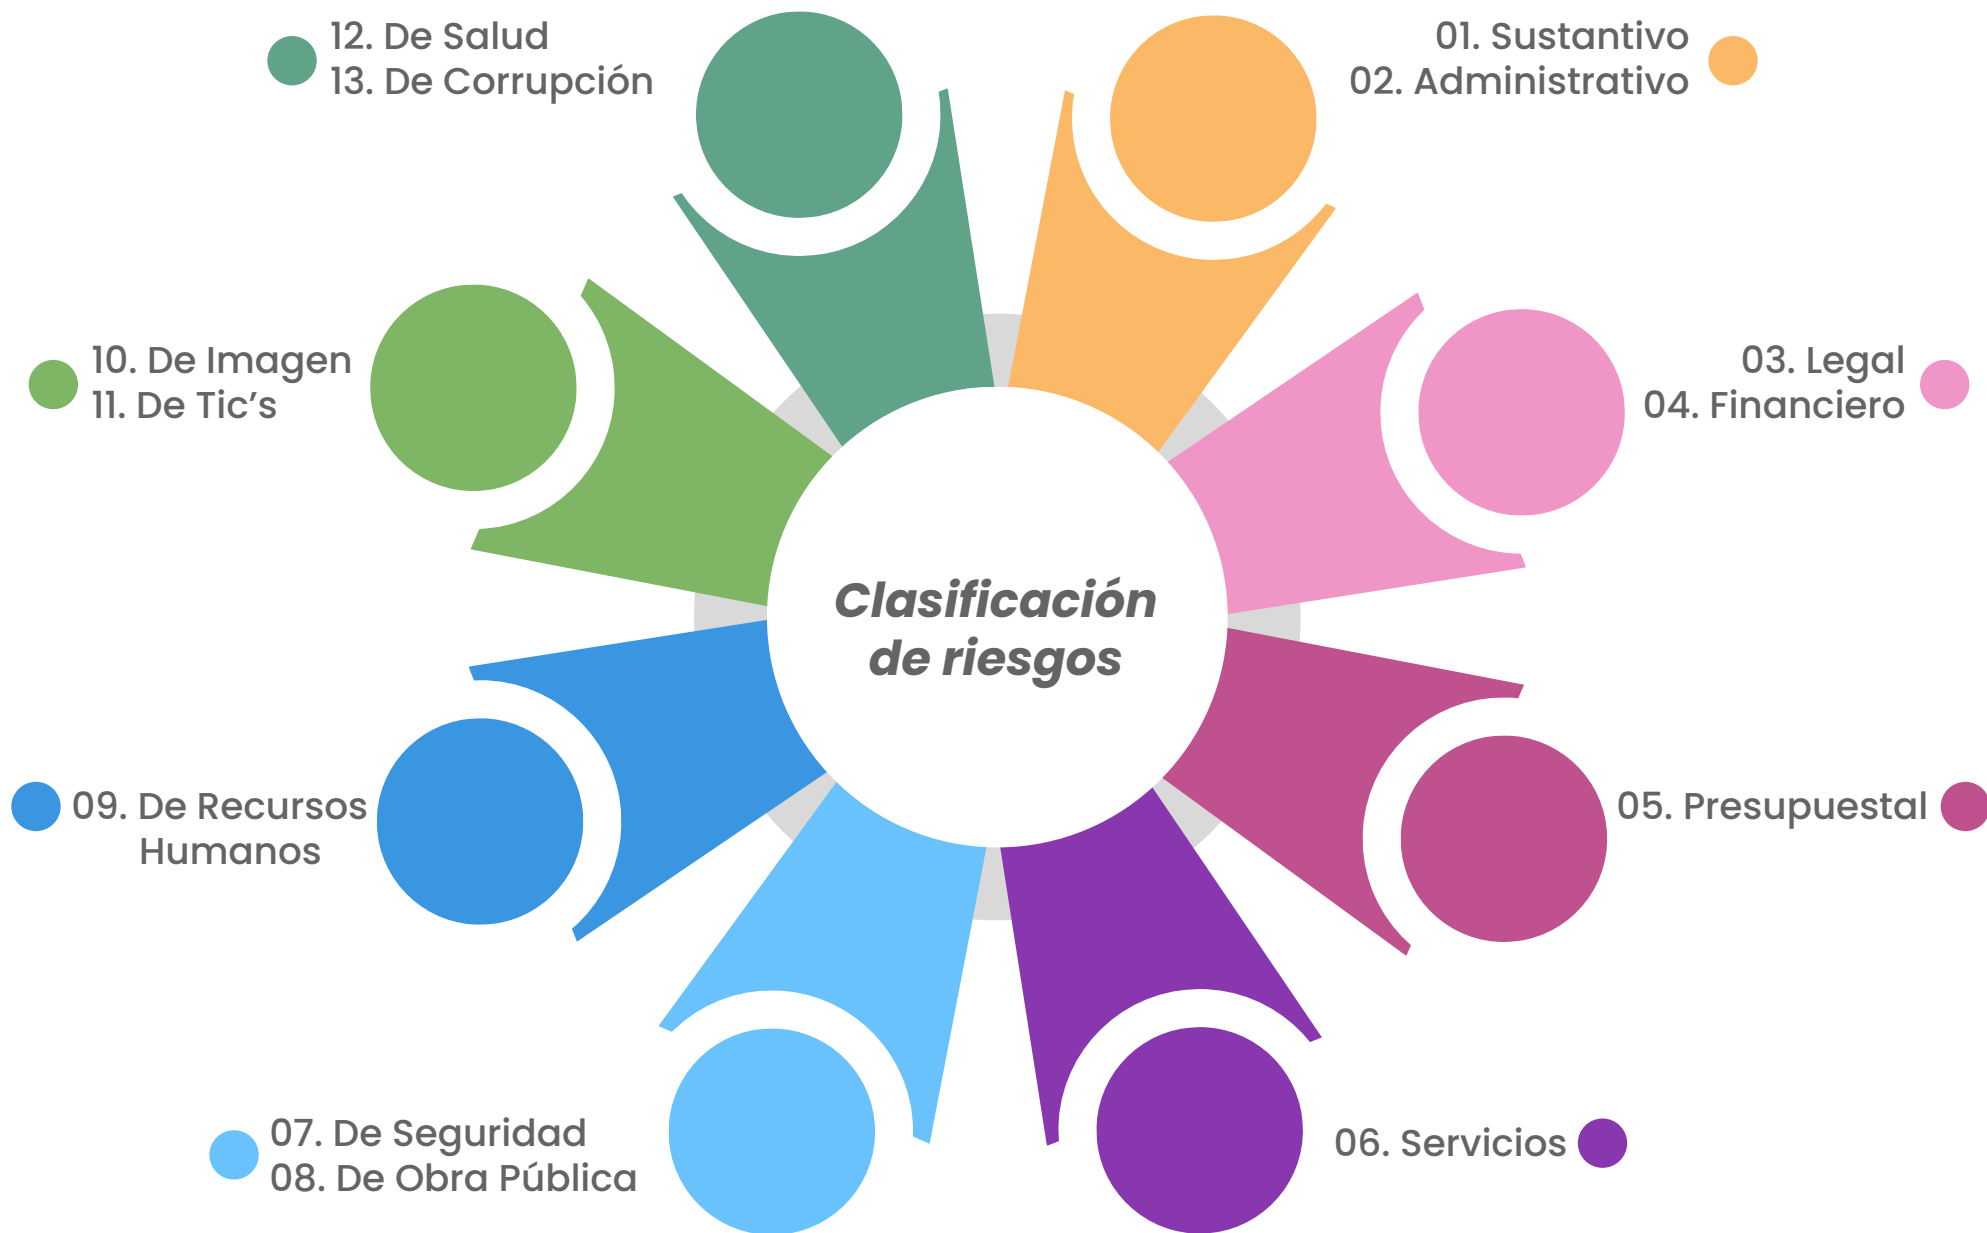 12. De Salud
13. De Corrupción
01. Sustantivo
02. Administrativo
10. De Imagen
11. De Tic’s
03. Legal
04. Financiero
Clasificación
de riesgos
09. De Recursos
Humanos
05. Presupuestal
07. De Seguridad
08. De Obra Pública
06. Servicios